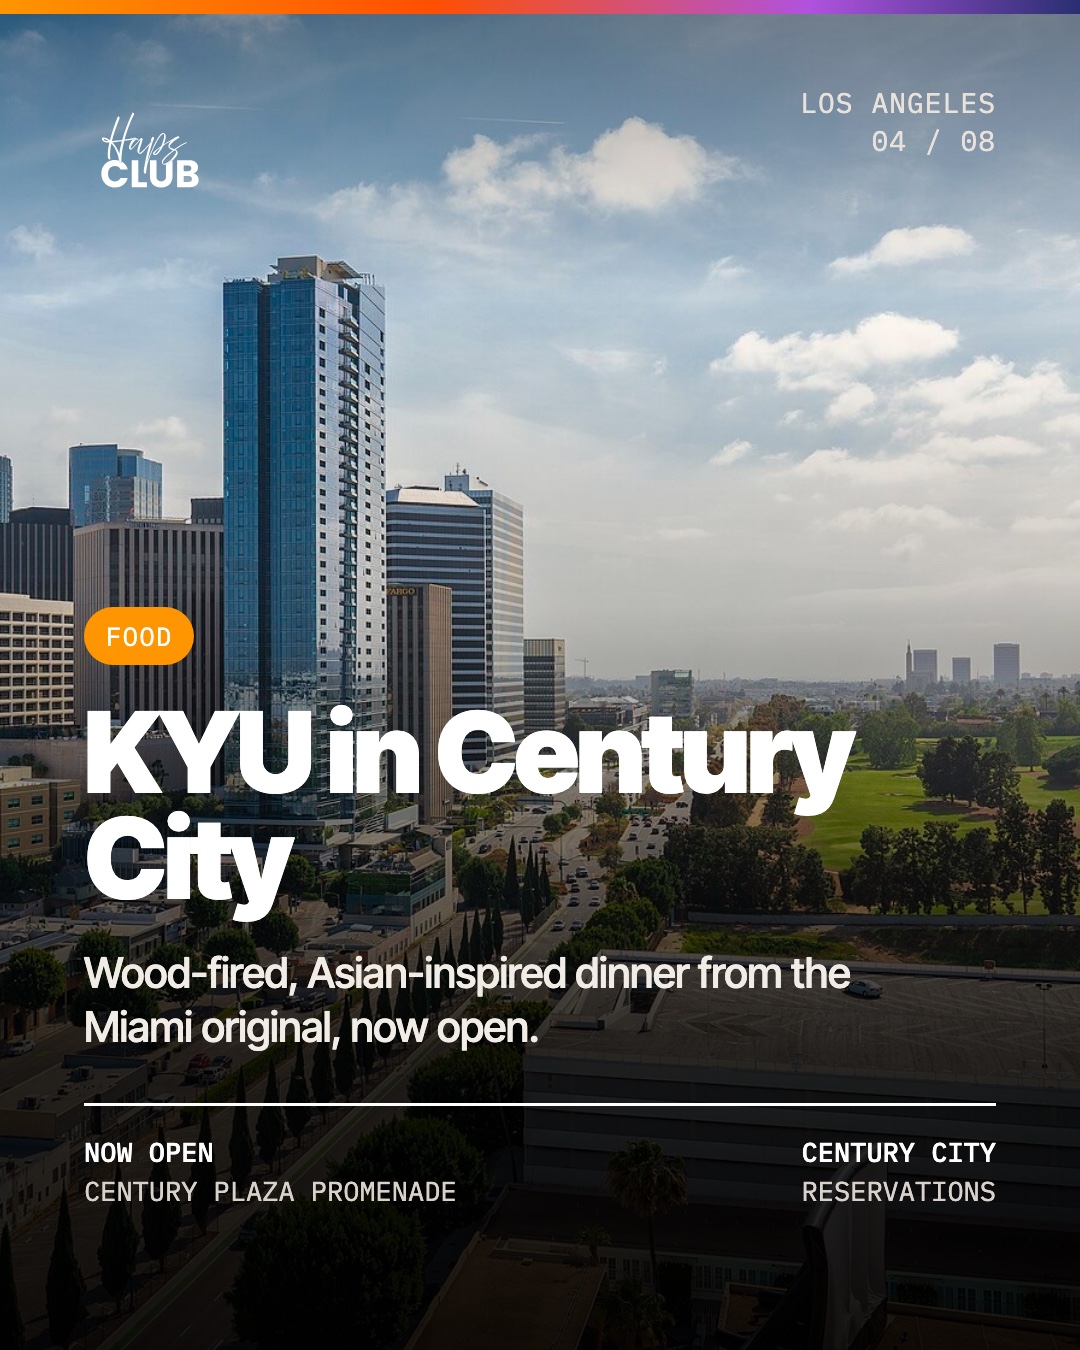 Haps
CLUB
LOS ANGELES
04 / 08
FARGO
FOOD
KYU in Century
City
Wood-fired, Asian-inspired dinner from the
Miami original, now open.
NOW OPEN
CENTURY PLAZA PROMENADE
CENTURY CITY
RESERVATIONS